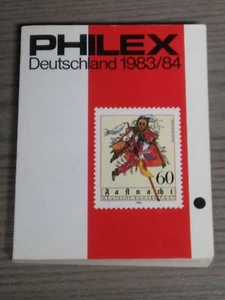 PHILEX
Deutschland 1983/84
60
Fastnacht